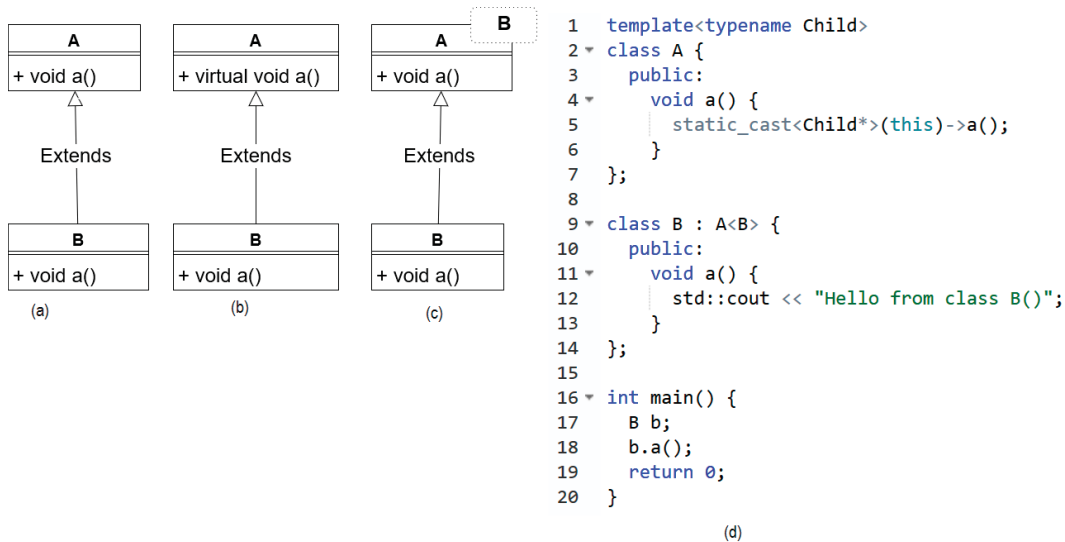 A
+ void a()
Extends
B
+ void a()
(a)
A
+ virtual void a()
Extends
B
+ void a()
(b)
B
A
+ void a()
Extends
B
+ void a()
(c)
1 template<typename Child>
2 class A {
3 public:
4 void a() {
5 static_cast<Child*>(this)->a();
6 }
7 };
8
9 class B : A<B> {
10 public:
11 void a() {
12 std::cout << "Hello from class B()";
13 }
14 };
15
16 int main() {
17 B b;
18 b.a();
19 return 0;
20 }
(d)